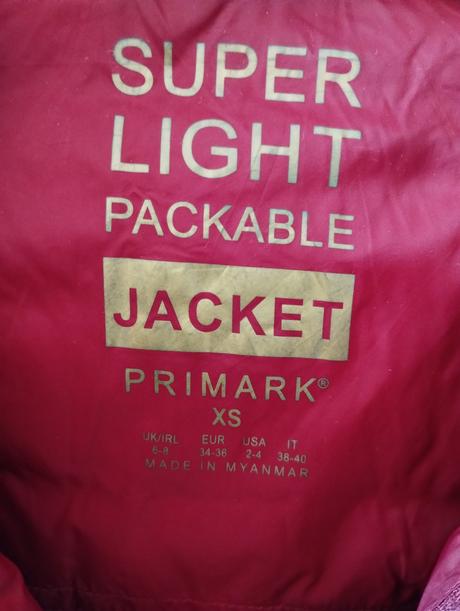 SUPER
LIGHT
PACKABLE
JACKET
PRIMARK®
XS
UK/IRL EUR USA IT
6-8 34-36 2-4 38-40
MADE IN MYANMAR